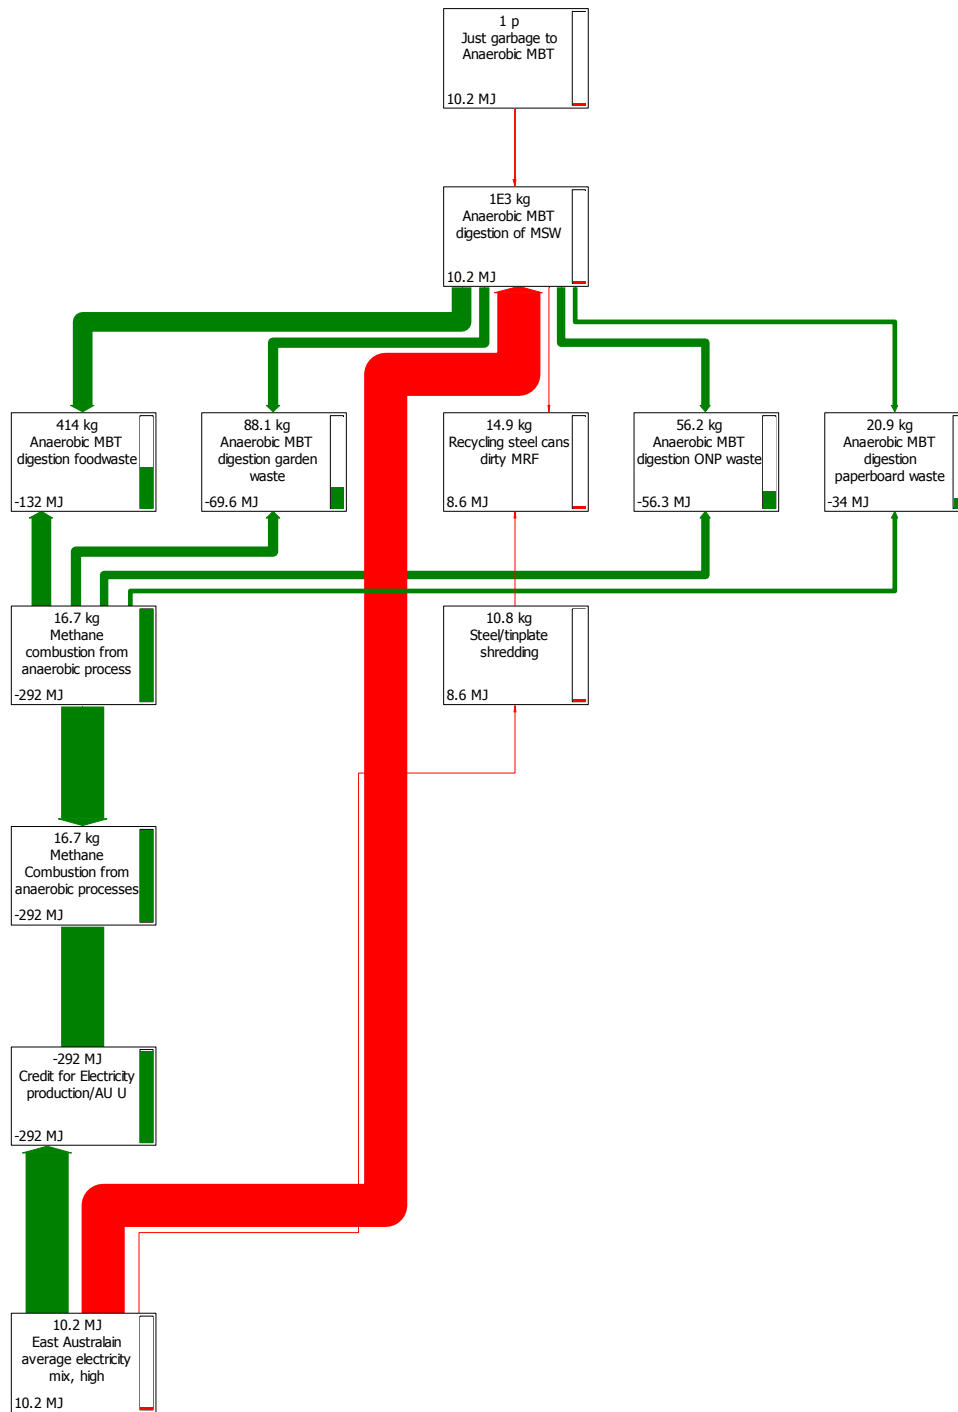 1 p
Just garbage to
Anaerobic MBT
10.2 MJ
1E3 kg
Anaerobic MBT
digestion of MSW
10.2 MJ
414 kg
Anaerobic MBT
digestion foodwaste
-132 MJ
88.1 kg
Anaerobic MBT
digestion garden
waste
-69.6 MJ
14.9 kg
Recycling steel cans
dirty MRF
8.6 MJ
56.2 kg
Anaerobic MBT
digestion ONP waste
-56.3 MJ
20.9 kg
Anaerobic MBT
digestion
paperboard waste
-34 MJ
16.7 kg
Methane
combustion from
anaerobic process
-292 MJ
10.8 kg
Steel/tinplate
shredding
8.6 MJ
16.7 kg
Methane
Combustion from
anaerobic processes
-292 MJ
-292 MJ
Credit for Electricity
production/AU U
-292 MJ
10.2 MJ
East Australain
average electricity
mix, high
10.2 MJ